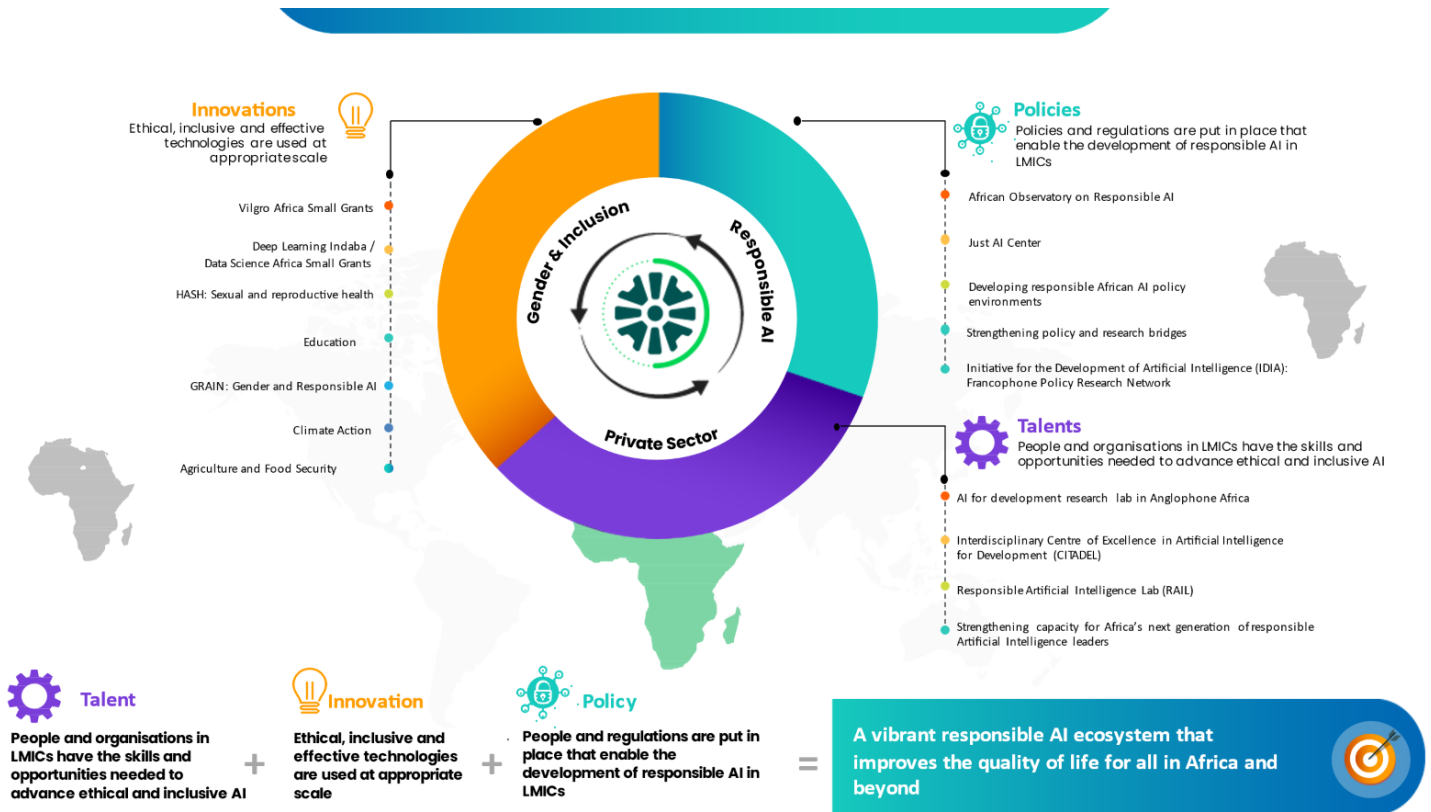 Innovations
Ethical, inclusive and effective
technologies are used at
appropriatescale
Vilgro Africa Small Grants
Deep Learning Indaba /
Data Science Africa Small Grants
HASH: Sexual and reproductive health
Education
GRAIN: Gender and Responsible AI
Climate Action
Agriculture and Food Security
Gender & Inclusion
Responsible AI
Private Sector
Policies
Policies and regulations are put in place that
enable the development of responsible AI in
LMICs
African Observatory on Responsible AI
Just AI Center
Developing responsible African AI policy
environments
Strengthening policy and research bridges
Initiative for the Development of Artificial Intelligence (IDIA):
Francophone Policy Research Network
Talents
People and organisations in LMICs have the skills and
opportunities needed to advance ethical and inclusive AI
AI for development research lab in Anglophone Africa
Interdisciplinary Centre of Excellence in Artificial Intelligence
for Development (CITADEL)
Responsible Artificial Intelligence Lab (RAIL)
Strengthening capacity for Africa's next generation of responsible
Artificial Intelligence leaders
Talent
People and organisations in
LMICs have the skills and
opportunities needed to
advance ethical and inclusive AI
+
Innovation
Ethical, inclusive and
effective technologies
are used at appropriate
scale
+
Policy
People and regulations are put in
place that enable the
development of responsible AI in
LMICs
=
A vibrant responsible AI ecosystem that
improves the quality of life for all in Africa and
beyond